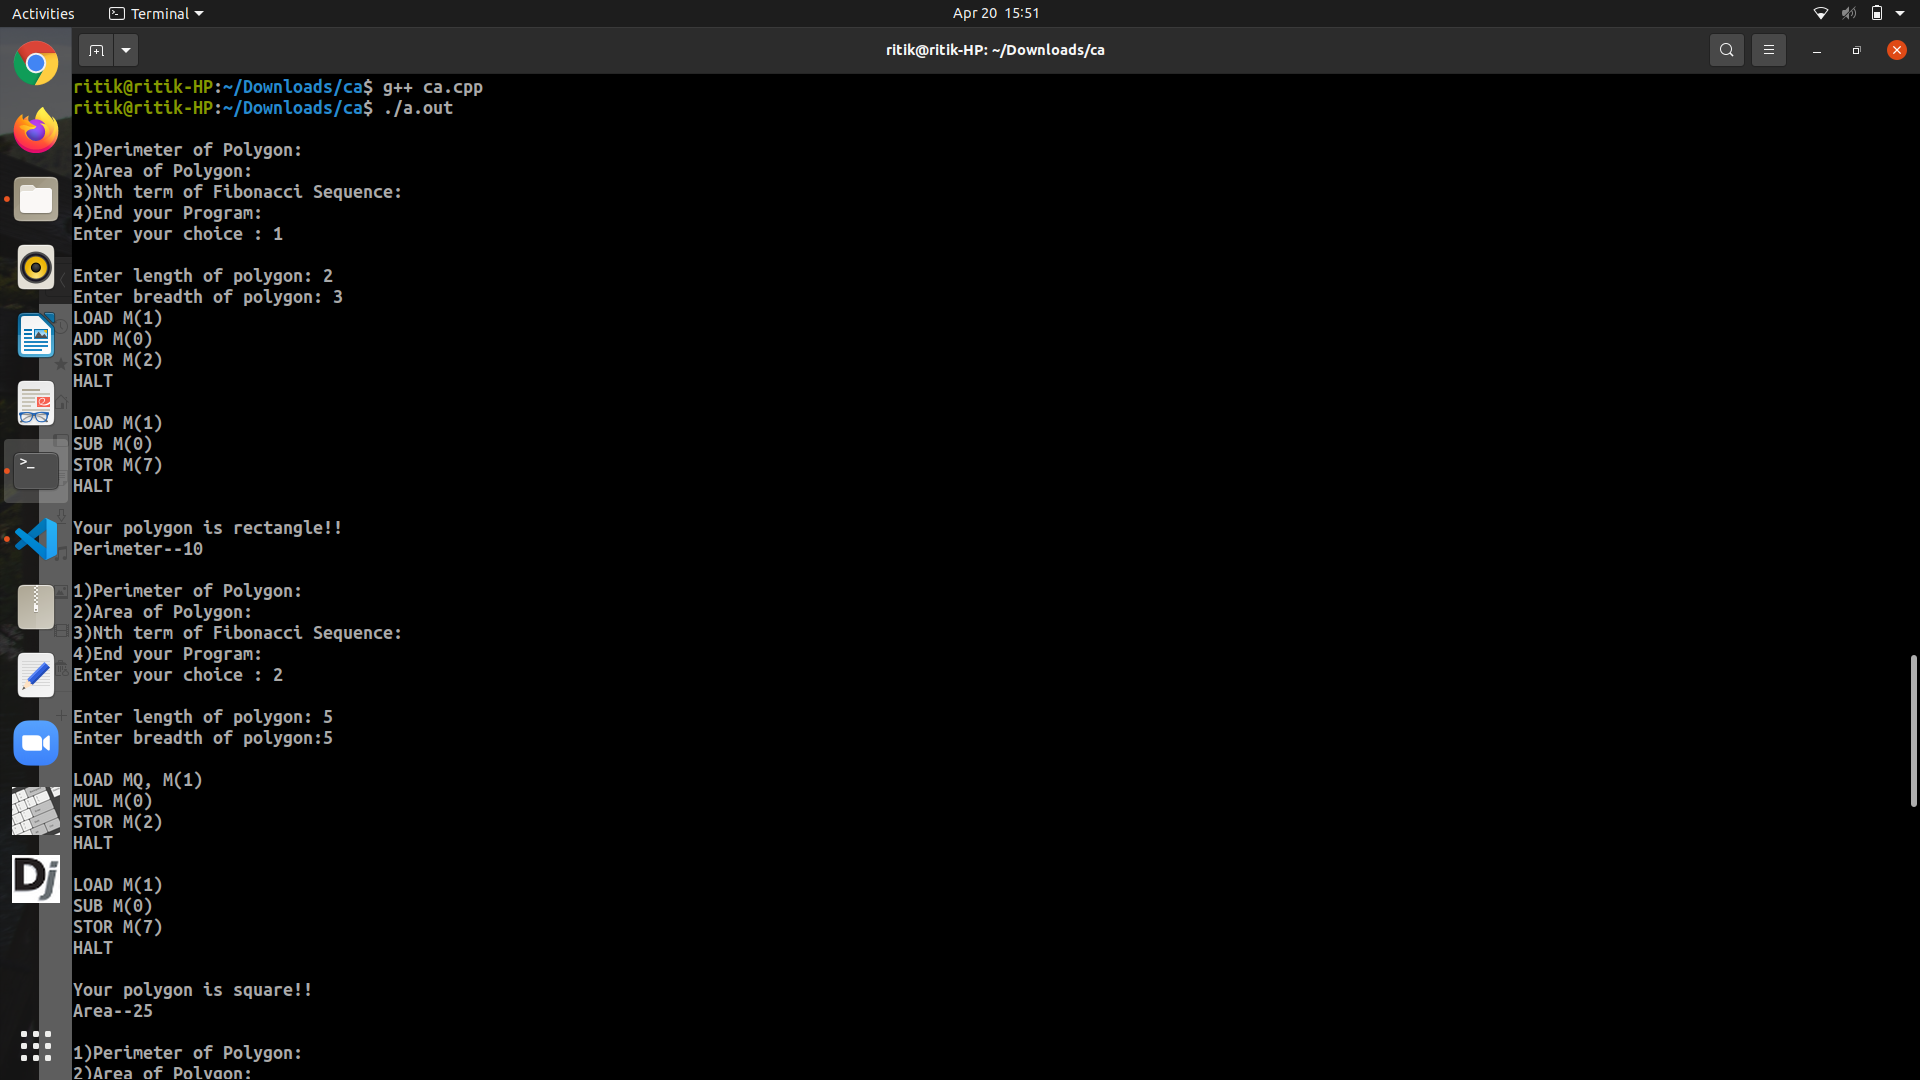 Activities
Terminal
Apr 20 15:51
ritik@ritik-HP: ~/Downloads/ca
ritik@ritik-HP:~/Downloads/ca$ g++ ca.cpp
ritik@ritik-HP:~/Downloads/ca$ ./a.out
1)Perimeter of Polygon:
2)Area of Polygon:
3)Nth term of Fibonacci Sequence:
4)End your Program:
Enter your choice : 1
Enter length of polygon: 2
Enter breadth of polygon: 3
LOAD M(1)
ADD M(0)
STOR M(2)
HALT
LOAD M(1)
SUB M(0)
STOR M(7)
HALT
Your polygon is rectangle!!
Perimeter--10
1)Perimeter of Polygon:
2)Area of Polygon:
3)Nth term of Fibonacci Sequence:
4)End your Program:
Enter your choice : 2
Enter length of polygon: 5
Enter breadth of polygon:5
LOAD MQ, M(1)
MUL M(0)
STOR M(2)
HALT
LOAD M(1)
SUB M(0)
STOR M(7)
HALT
Your polygon is square!!
Area--25
1)Perimeter of Polygon:
2)Area of Polygon:
Dj